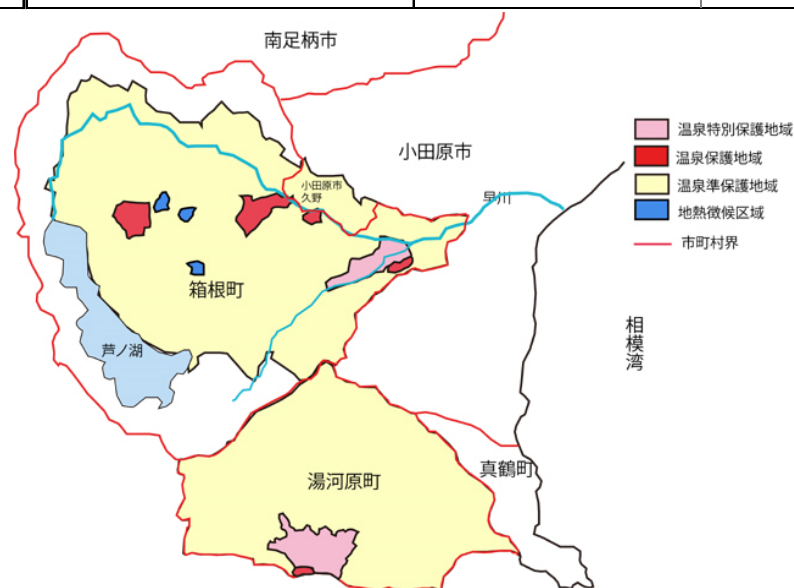 南足柄市
小田原市
温泉特別保護地域
温泉保護地域
温泉準保護地域
地熱徴候区域
市町村界
小田原市
久野
早川
箱根町
芦ノ湖
相模湾
湯河原町
真鶴町